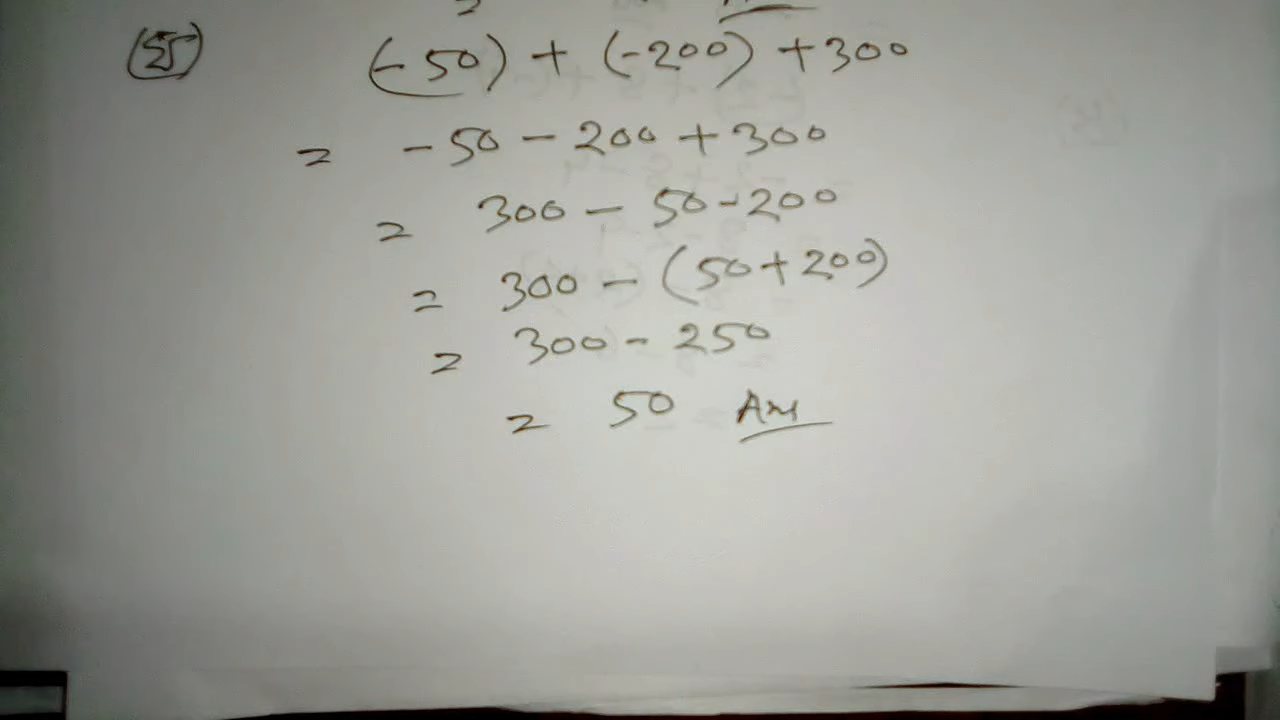 (5) (-50) + (-200) + 300
= -50 - 200 + 300
= 300 - 50 - 200
= 300 - (50 + 200)
= 300 - 250
= 50 Ans